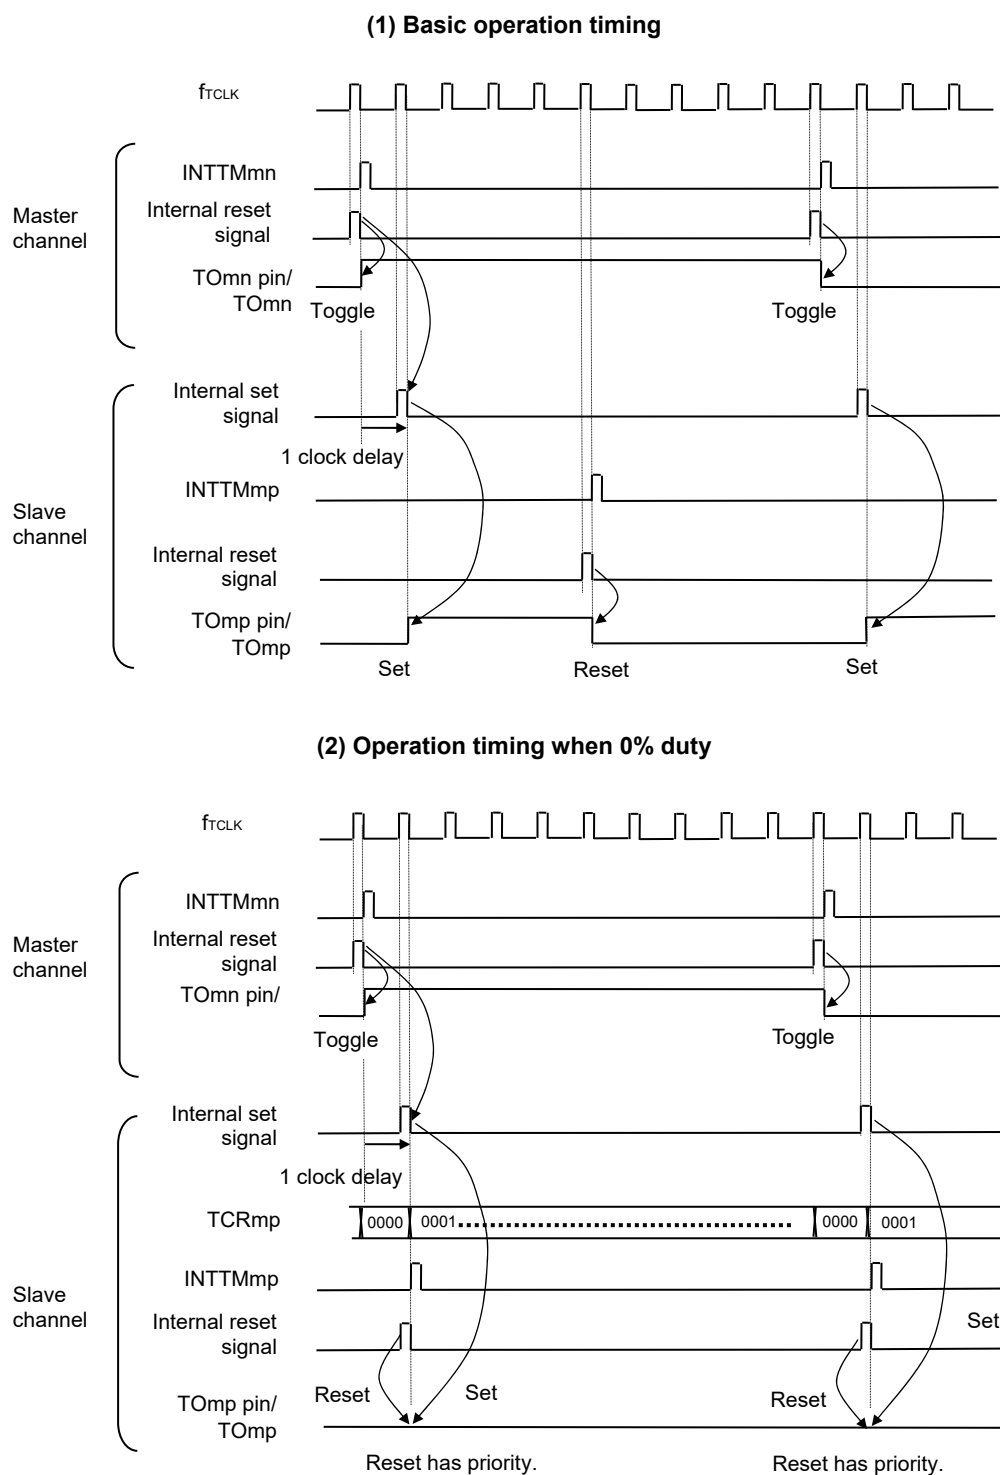 (1) Basic operation timing
fTCLK
INTTMmn
Internal reset
signal
Master
channel
TOmn pin/
TOmn
Toggle
Toggle
Internal set
signal
1 clock delay
INTTMmp
Slave
channel
Internal reset
signal
TOmp pin/
TOmp
Set
Reset
Set
(2) Operation timing when 0% duty
fTCLK
INTTMmn
Internal reset
signal
Master
channel
TOmn pin/
Toggle
Toggle
Internal set
signal
1 clock delay
TCRmp
0000
0001
0000
0001
INTTMmp
Slave
channel
Internal reset
signal
Set
Reset
Set
Reset
TOmp pin/
TOmp
Reset has priority.
Reset has priority.